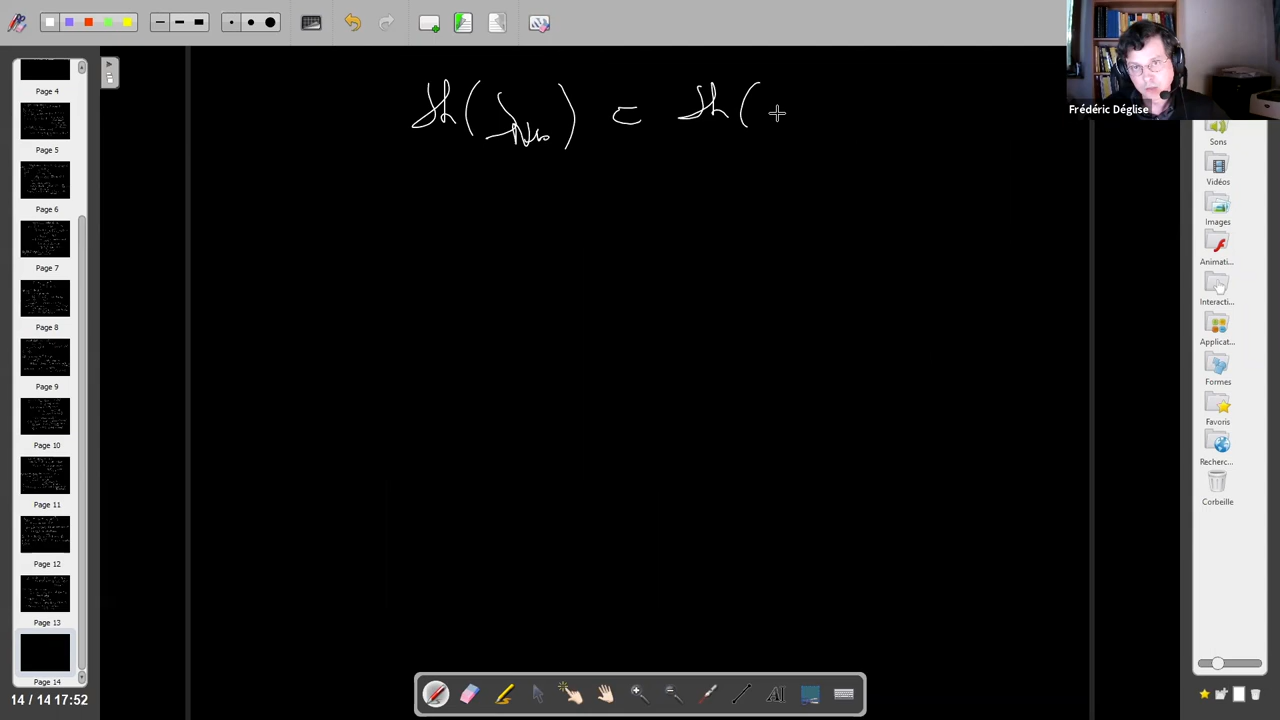 Frédéric Déglise
Sh( ) ⊂ Sh(
Page 4
Page 5
Page 6
Page 7
Page 8
Page 9
Page 10
Page 11
Page 12
Page 13
Page 14
14 / 14 17:52
Sons
Vidéos
Images
Animati...
Interacti...
Applicat...
Formes
Favoris
Recherc...
Corbeille